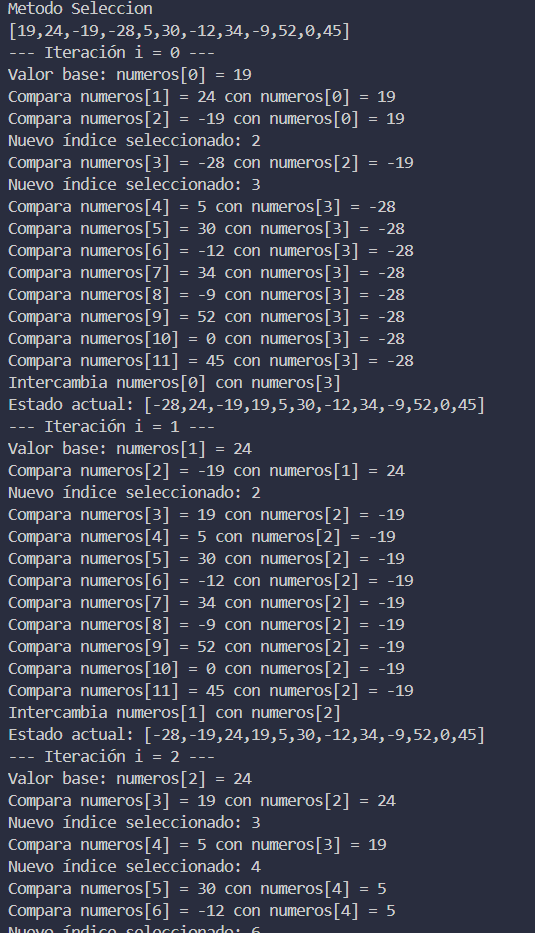 Metodo Seleccion
[19,24,-19,-28,5,30,-12,34,-9,52,0,45]
--- Iteración i = 0 ---
Valor base: numeros[0] = 19
Compara numeros[1] = 24 con numeros[0] = 19
Compara numeros[2] = -19 con numeros[0] = 19
Nuevo índice seleccionado: 2
Compara numeros[3] = -28 con numeros[2] = -19
Nuevo índice seleccionado: 3
Compara numeros[4] = 5 con numeros[3] = -28
Compara numeros[5] = 30 con numeros[3] = -28
Compara numeros[6] = -12 con numeros[3] = -28
Compara numeros[7] = 34 con numeros[3] = -28
Compara numeros[8] = -9 con numeros[3] = -28
Compara numeros[9] = 52 con numeros[3] = -28
Compara numeros[10] = 0 con numeros[3] = -28
Compara numeros[11] = 45 con numeros[3] = -28
Intercambia numeros[0] con numeros[3]
Estado actual: [-28,24,-19,19,5,30,-12,34,-9,52,0,45]
--- Iteración i = 1 ---
Valor base: numeros[1] = 24
Compara numeros[2] = -19 con numeros[1] = 24
Nuevo índice seleccionado: 2
Compara numeros[3] = 19 con numeros[2] = -19
Compara numeros[4] = 5 con numeros[2] = -19
Compara numeros[5] = 30 con numeros[2] = -19
Compara numeros[6] = -12 con numeros[2] = -19
Compara numeros[7] = 34 con numeros[2] = -19
Compara numeros[8] = -9 con numeros[2] = -19
Compara numeros[9] = 52 con numeros[2] = -19
Compara numeros[10] = 0 con numeros[2] = -19
Compara numeros[11] = 45 con numeros[2] = -19
Intercambia numeros[1] con numeros[2]
Estado actual: [-28,-19,24,19,5,30,-12,34,-9,52,0,45]
--- Iteración i = 2 ---
Valor base: numeros[2] = 24
Compara numeros[3] = 19 con numeros[2] = 24
Nuevo índice seleccionado: 3
Compara numeros[4] = 5 con numeros[3] = 19
Nuevo índice seleccionado: 4
Compara numeros[5] = 30 con numeros[4] = 5
Compara numeros[6] = -12 con numeros[4] = 5
Nuevo índice seleccionado: 6